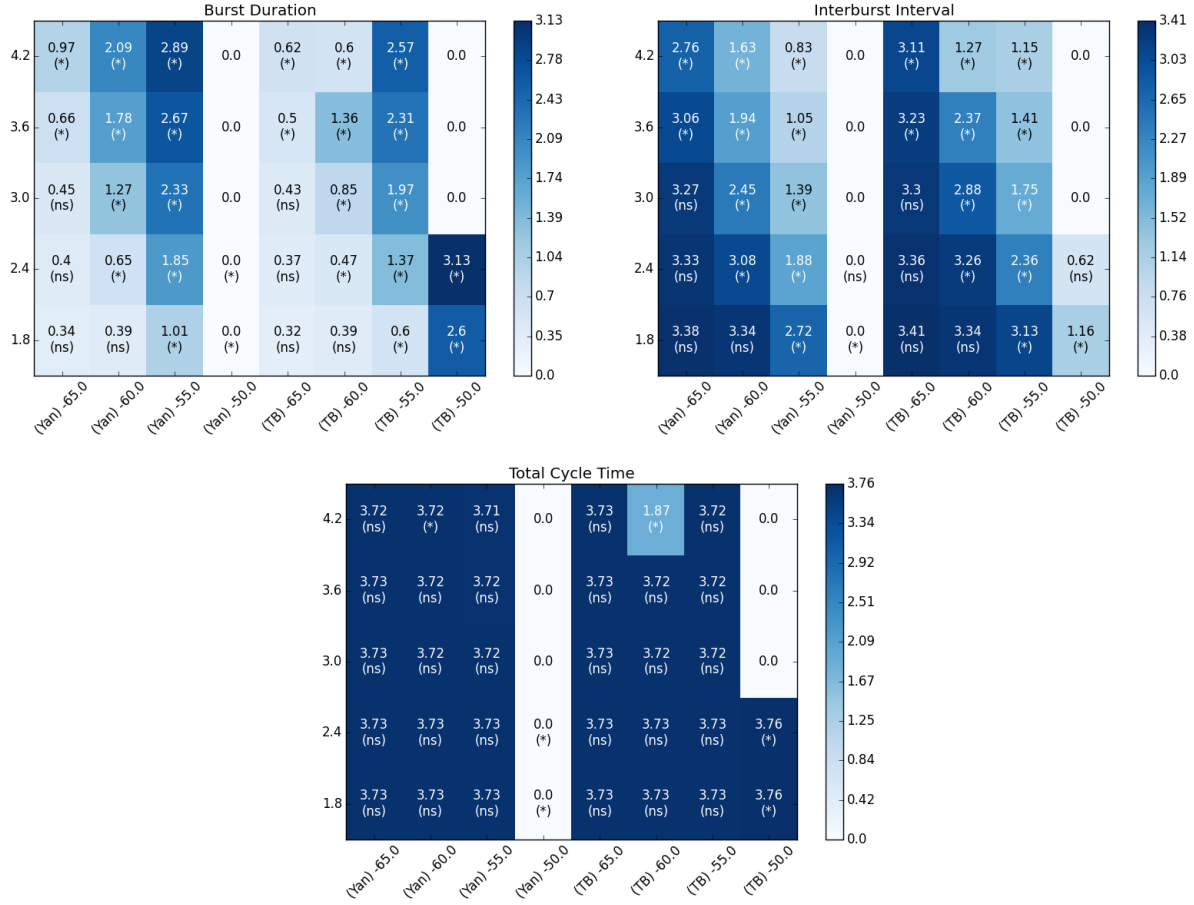 Burst Duration
4.2 0.97 2.09 2.89 0.0 0.62 0.6 2.57 0.0
(*) (*) (*) (*) (*) (*)
3.6 0.66 1.78 2.67 0.0 0.5 1.36 2.31 0.0
(*) (*) (*) (*) (*) (*)
3.0 0.45 1.27 2.33 0.0 0.43 0.85 1.97 0.0
(ns) (*) (*) (ns) (*) (*)
2.4 0.4 0.65 1.85 0.0 0.37 0.47 1.37 3.13
(ns) (*) (*) (*) (ns) (*) (*) (*)
1.8 0.34 0.39 1.01 0.0 0.32 0.39 0.6 2.6
(ns) (ns) (*) (*) (ns) (ns) (*) (*)
(Yan) -65.0 (Yan) -60.0 (Yan) -55.0 (Yan) -50.0 (TB) -65.0 (TB) -60.0 (TB) -55.0 (TB) -50.0
3.13
2.78
2.43
2.09
1.74
1.39
1.04
0.7
0.35
0.0
Interburst Interval
4.2 2.76 1.63 0.83 0.0 3.11 1.27 1.15 0.0
(*) (*) (*) (*) (*) (*)
3.6 3.06 1.94 1.05 0.0 3.23 2.37 1.41 0.0
(*) (*) (*) (*) (*) (*)
3.0 3.27 2.45 1.39 0.0 3.3 2.88 1.75 0.0
(ns) (*) (*) (ns) (*) (*)
2.4 3.33 3.08 1.88 0.0 3.36 3.26 2.36 0.62
(ns) (*) (*) (ns) (ns) (*) (*) (ns)
1.8 3.38 3.34 2.72 0.0 3.41 3.34 3.13 1.16
(ns) (ns) (*) (*) (ns) (ns) (*) (*)
(Yan) -65.0 (Yan) -60.0 (Yan) -55.0 (Yan) -50.0 (TB) -65.0 (TB) -60.0 (TB) -55.0 (TB) -50.0
3.41
3.03
2.65
2.27
1.89
1.52
1.14
0.76
0.38
0.0
Total Cycle Time
4.2 3.72 3.72 3.71 0.0 3.73 1.87 3.72 0.0
(ns) (*) (ns) (ns) (*) (ns)
3.6 3.73 3.72 3.72 0.0 3.73 3.72 3.72 0.0
(ns) (ns) (ns) (ns) (ns) (ns)
3.0 3.73 3.72 3.72 0.0 3.73 3.72 3.72 0.0
(ns) (ns) (ns) (ns) (ns) (ns)
2.4 3.73 3.73 3.73 0.0 3.73 3.73 3.73 3.76
(ns) (ns) (ns) (*) (ns) (ns) (ns) (*)
1.8 3.73 3.73 3.73 0.0 3.73 3.73 3.73 3.76
(ns) (ns) (ns) (*) (ns) (ns) (ns) (*)
(Yan) -65.0 (Yan) -60.0 (Yan) -55.0 (Yan) -50.0 (TB) -65.0 (TB) -60.0 (TB) -55.0 (TB) -50.0
3.76
3.34
2.92
2.51
2.09
1.67
1.25
0.84
0.42
0.0